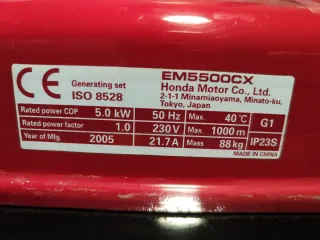 CE Generating set EM5500CX
ISO 8528 Honda Motor Co., Ltd.
2-1-1 Minamiaoyama, Minato-ku,
Tokyo, Japan
Rated power COP 5.0 kW 50 Hz Max. 40℃ G1
Rated power factor 1.0 230 V Max. 1000 m
Year of Mfg. 2005 21.7 A Mass 88 kg IP23S
MADE IN CHINA